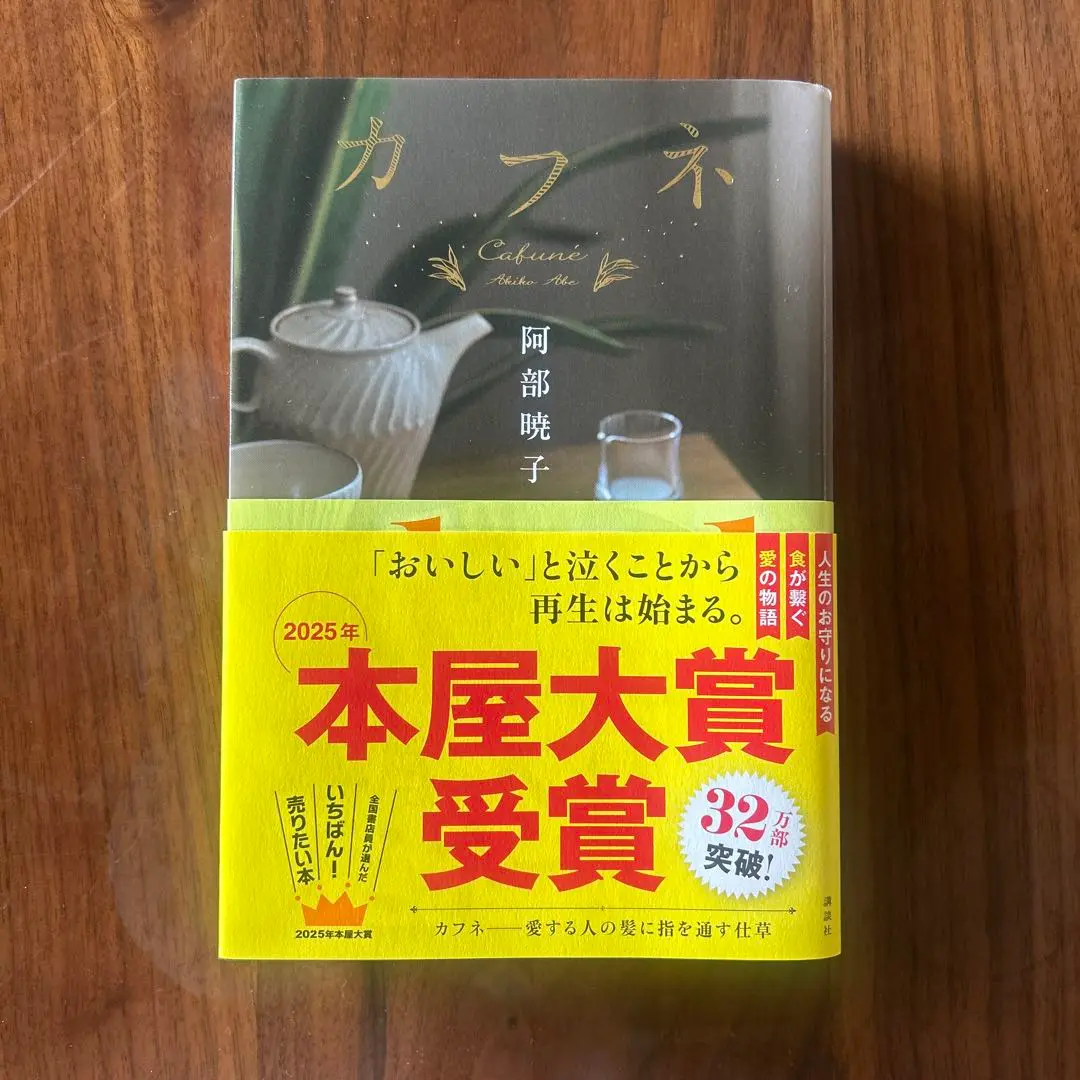 カフネ
Cafuné
Akiko Abe
阿部暁子
「おいしい」と泣くことから
再生は始まる。
人生のお守りになる
食が繋ぐ
愛の物語
2025年
本屋大賞
受賞
32万部
突破!
全国書店員が選んだ
いちばん!
売りたい本
2025年本屋大賞
カフネ——愛する人の髪に指を通す仕草
講談社